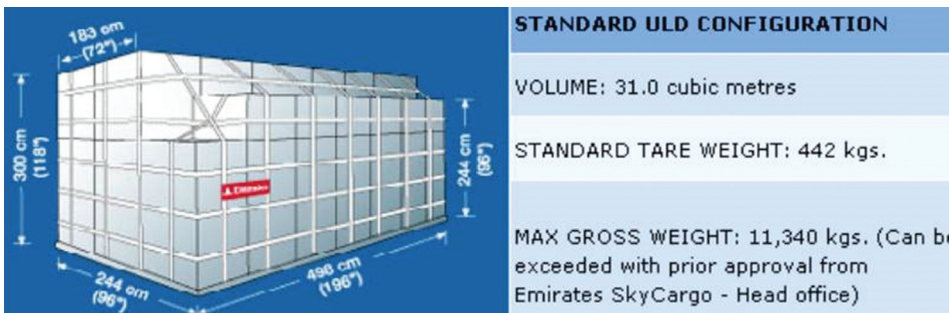 183 cm
(72")
300 cm
(118")
244 cm
(96")
244 cm
(96")
498 cm
(196")
Emirates
STANDARD ULD CONFIGURATION
VOLUME: 31.0 cubic metres
STANDARD TARE WEIGHT: 442 kgs.
MAX GROSS WEIGHT: 11,340 kgs. (Can be
exceeded with prior approval from
Emirates SkyCargo - Head office)